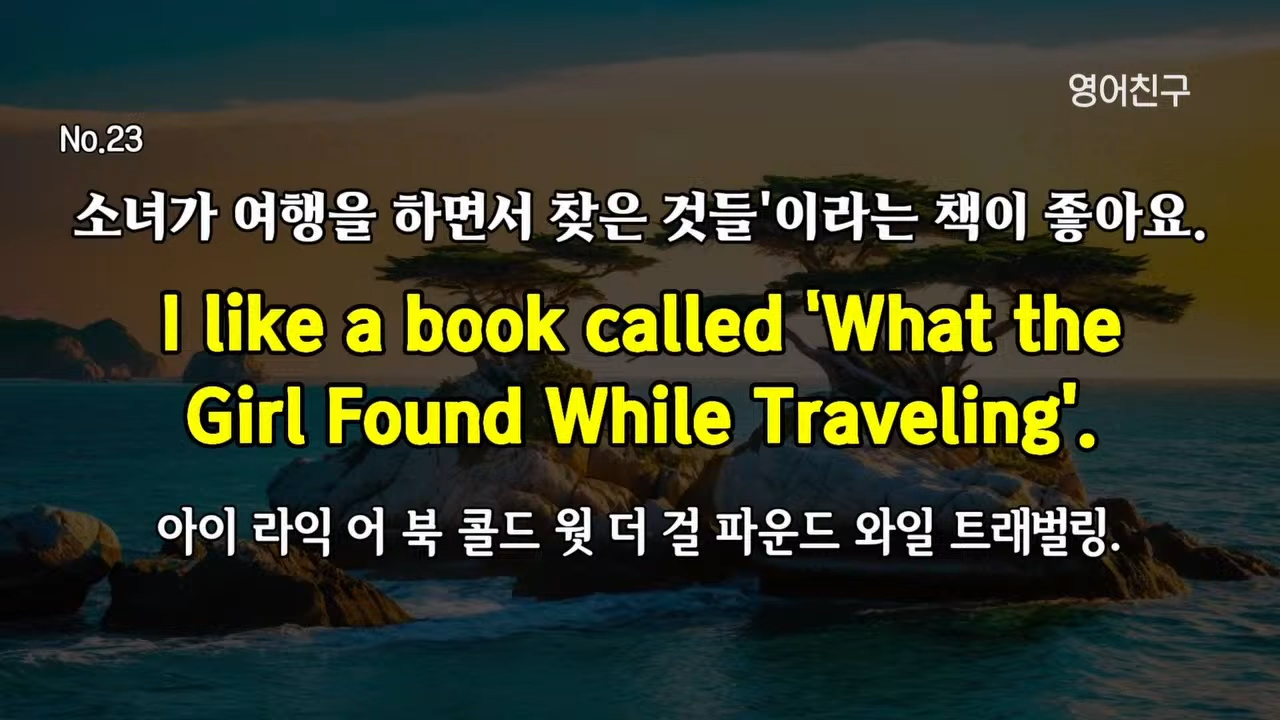 영어친구
No.23
소녀가 여행을 하면서 찾은 것들'이라는 책이 좋아요.
I like a book called 'What the
Girl Found While Traveling'.
아이 라익 어 북 콜드 웟 더 걸 파운드 와일 트래벌링.